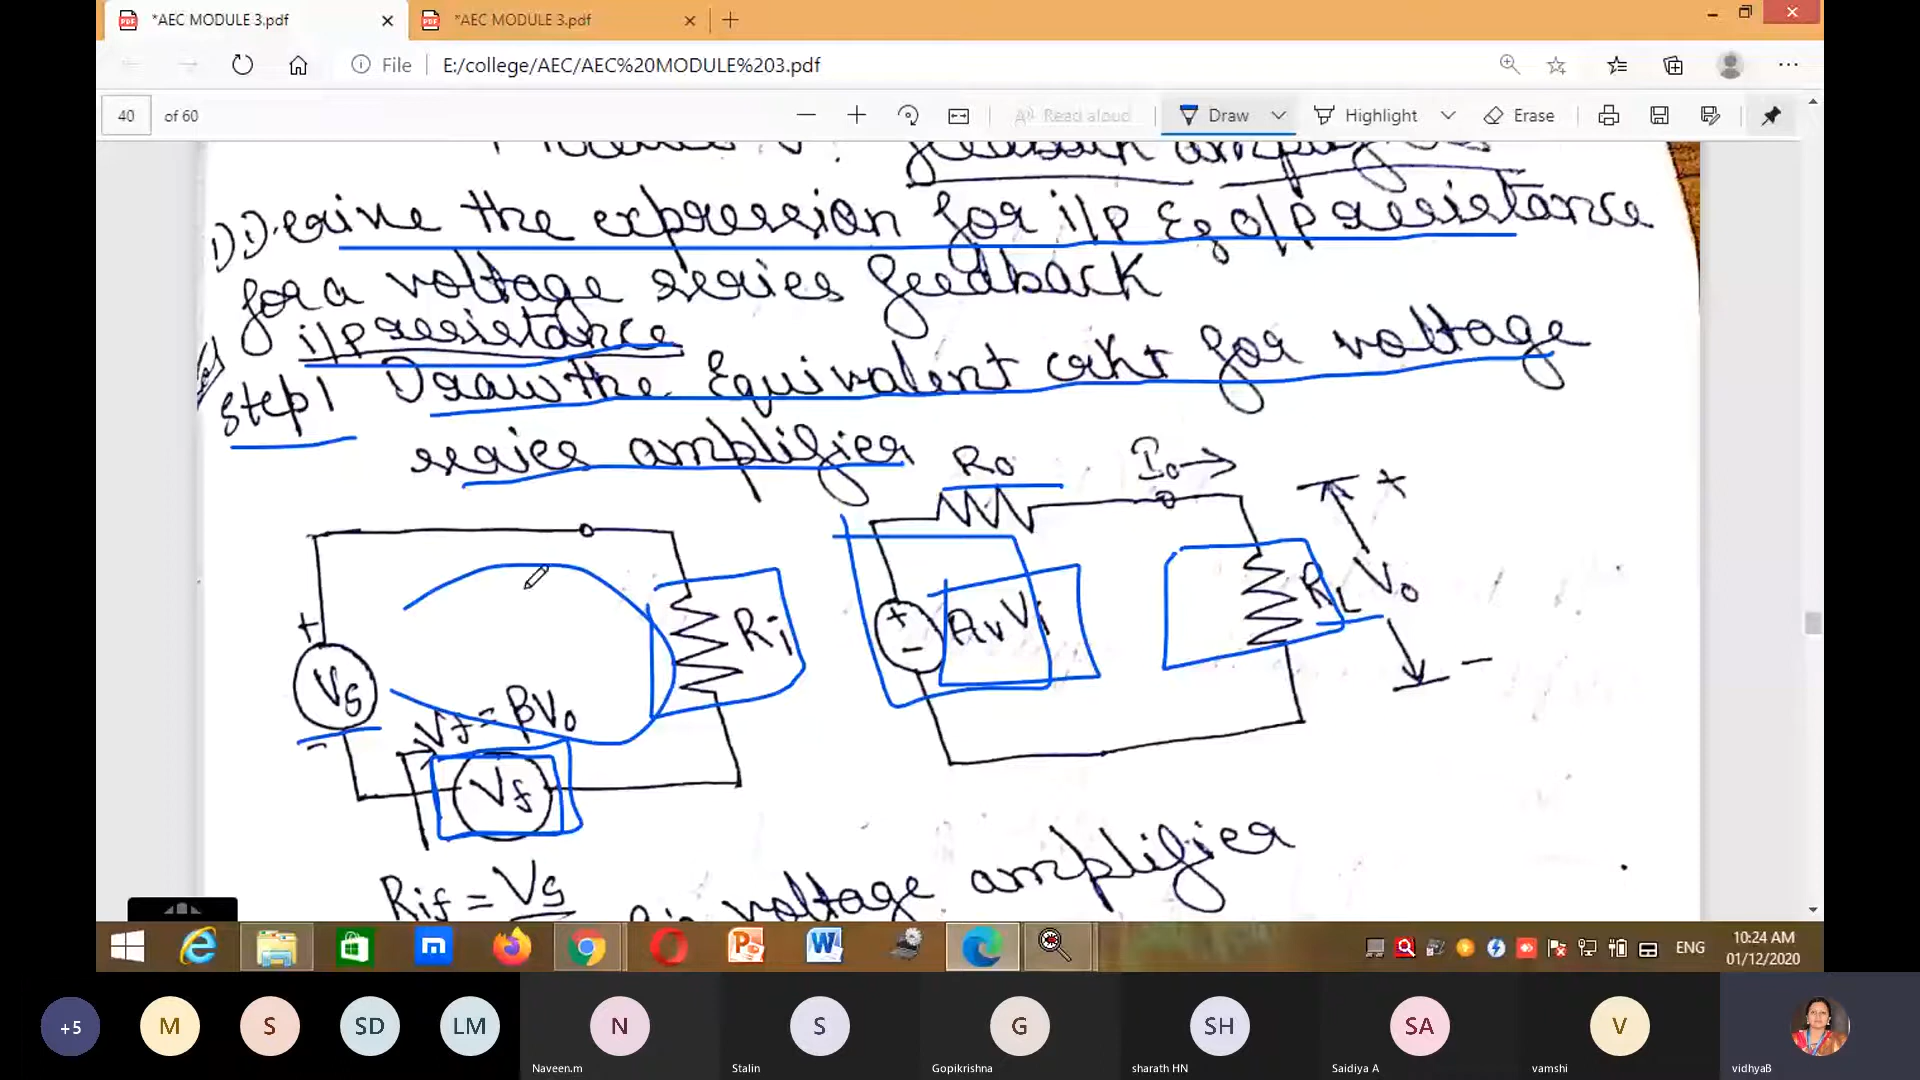 *AEC MODULE 3.pdf
*AEC MODULE 3.pdf
File E:/college/AEC/AEC%20MODULE%203.pdf
40 of 60
Read aloud Draw Highlight Erase
feedback amplifiers
1) Derive the expression for i/p & o/p resistance
for a voltage series feedback
i/p resistance
Step 1 Draw the Equivalent ckt for voltage
series amplifier
Ro Io →
+ Vs -
Ri
+ - AvVi
RL
+ Vo -
Vf = βVo
Vf
Rif = Vs voltage amplifier
ENG
10:24 AM
01/12/2020
+5 M S SD LM N S G SH SA V
Naveen.m Stalin Gopikrishna sharath HN Saidiya A vamshi vidhyaB